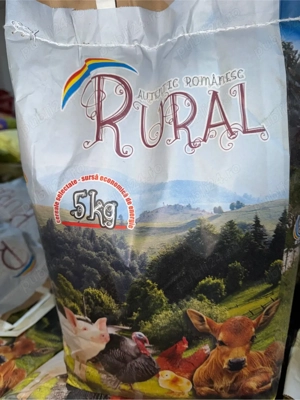 AUTENTIC ROMÂNESC
RURAL
cereale selectate - sursă economică de energie
5kg